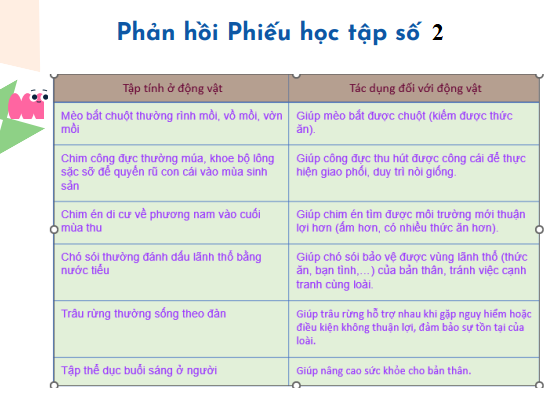 Phản hồi Phiếu học tập số 2
Tập tính ở động vật
Tác dụng đối với động vật
Mèo bắt chuột thường rình mồi, vồ mồi, vờn
mồi
Giúp mèo bắt được chuột (kiếm được thức
ăn).
Chim công đực thường múa, khoe bộ lông
sặc sỡ để quyến rũ con cái vào mùa sinh
sản
Giúp công đực thu hút được công cái để thực
hiện giao phối, duy trì nòi giống.
Chim én di cư về phương nam vào cuối
mùa thu
Giúp chim én tìm được môi trường mới thuận
lợi hơn (ấm hơn, có nhiều thức ăn hơn).
Chó sói thường đánh dấu lãnh thổ bằng
nước tiểu
Giúp chó sói bảo vệ được vùng lãnh thổ (thức
ăn, bạn tình,...) của bản thân, tránh việc cạnh
tranh cùng loài.
Trâu rừng thường sống theo đàn
Giúp trâu rừng hỗ trợ nhau khi gặp nguy hiểm hoặc
điều kiện không thuận lợi, đảm bảo sự tồn tại của
loài.
Tập thể dục buổi sáng ở người
Giúp nâng cao sức khỏe cho bản thân.